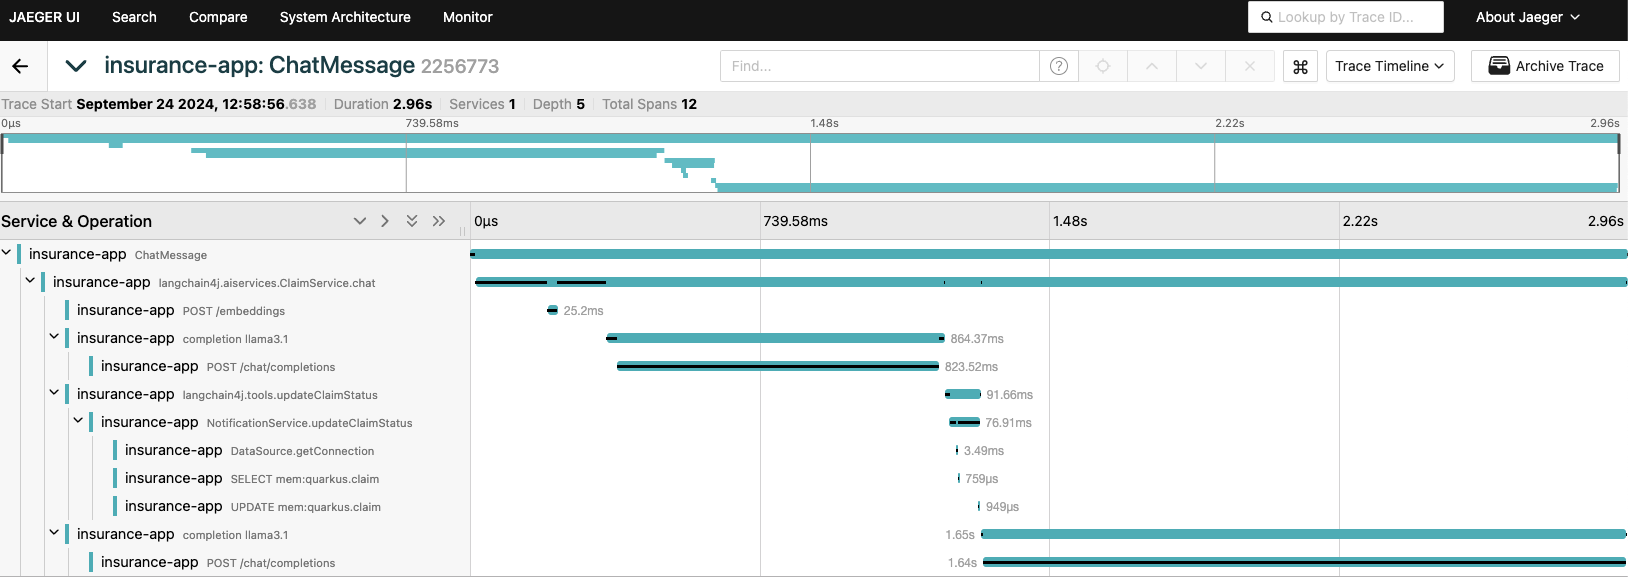 JAEGER UI Search Compare System Architecture Monitor Lookup by Trace ID... About Jaeger
insurance-app: ChatMessage 2256773 Find... ? ⌘ Trace Timeline Archive Trace
Trace Start September 24 2024, 12:58:56.638 Duration 2.96s Services 1 Depth 5 Total Spans 12
0μs 739.58ms 1.48s 2.22s 2.96s
Service & Operation 0μs 739.58ms 1.48s 2.22s 2.96s
insurance-app ChatMessage
insurance-app langchain4j.aiservices.ClaimService.chat
insurance-app POST /embeddings 25.2ms
insurance-app completion llama3.1 864.37ms
insurance-app POST /chat/completions 823.52ms
insurance-app langchain4j.tools.updateClaimStatus 91.66ms
insurance-app NotificationService.updateClaimStatus 76.91ms
insurance-app DataSource.getConnection 3.49ms
insurance-app SELECT mem:quarkus.claim 759μs
insurance-app UPDATE mem:quarkus.claim 949μs
insurance-app completion llama3.1 1.65s
insurance-app POST /chat/completions 1.64s